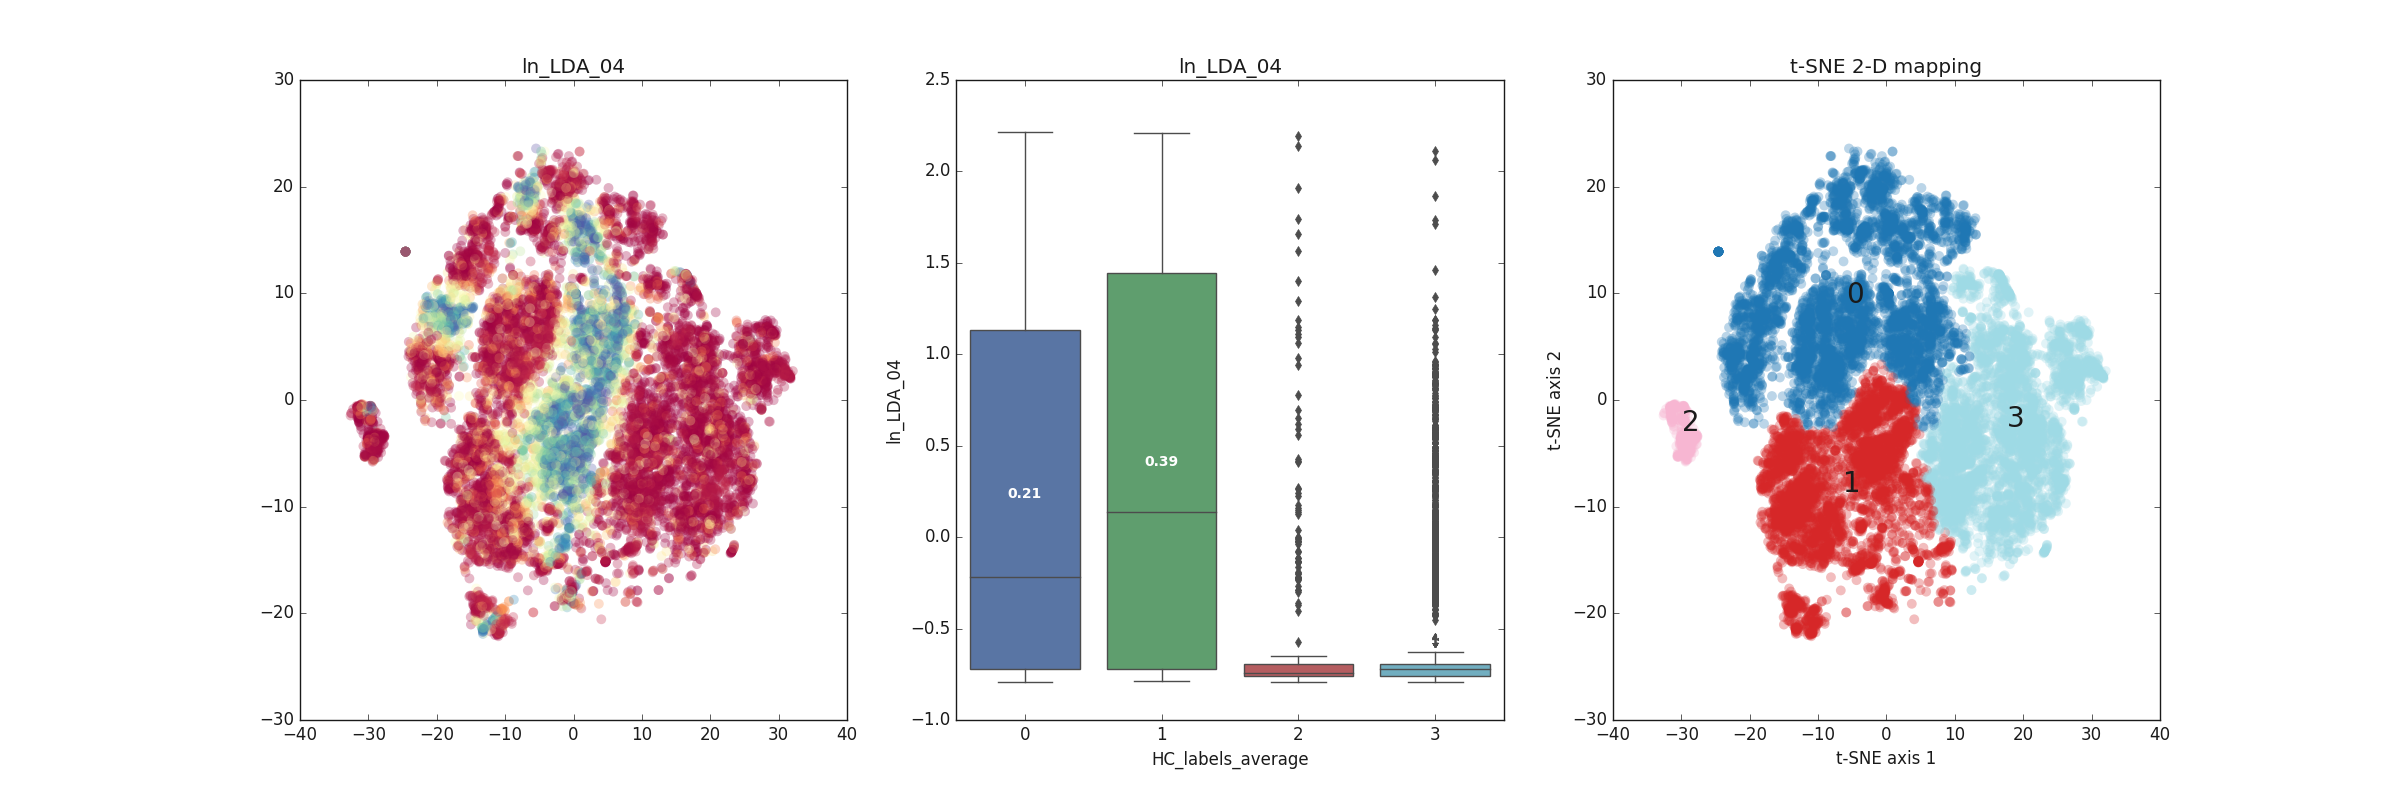 ln_LDA_04
30
20
10
0
−10
−20
−30
−40 −30 −20 −10 0 10 20 30 40
ln_LDA_04
ln_LDA_04
2.5
2.0
1.5
1.0
0.5
0.0
−0.5
−1.0
0.21
0.39
0 1 2 3
HC_labels_average
t-SNE 2-D mapping
t-SNE axis 2
30
20
10
0
−10
−20
−30
0
2
3
1
−40 −30 −20 −10 0 10 20 30 40
t-SNE axis 1